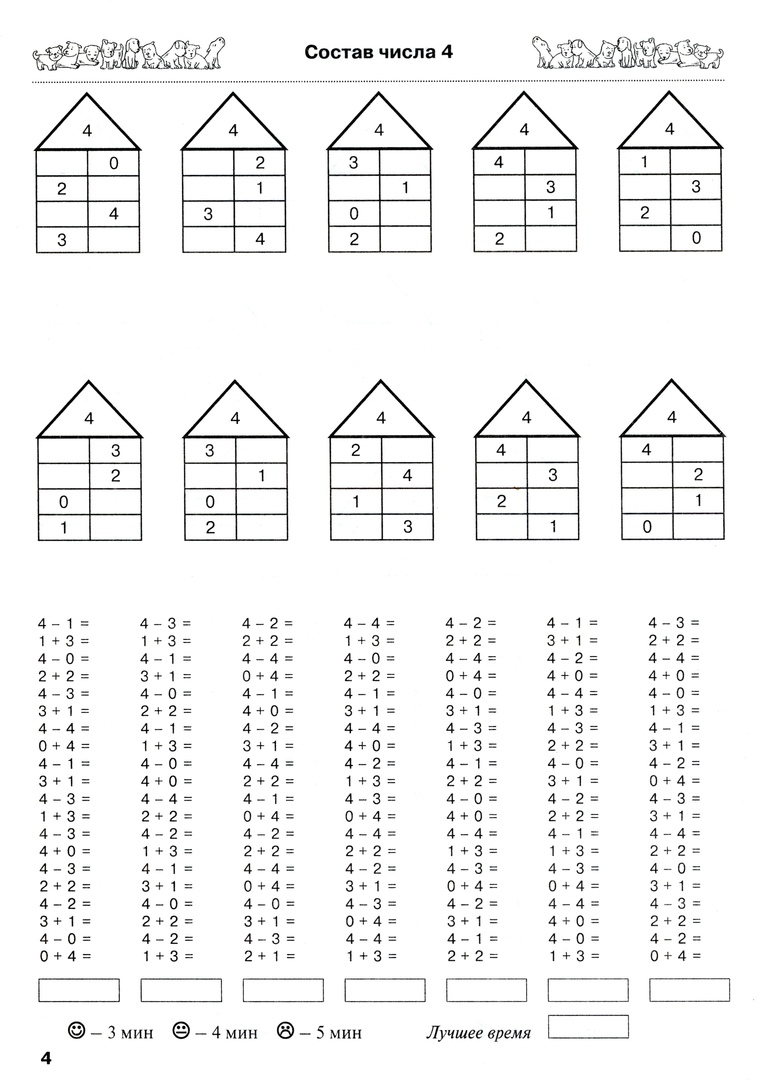 Состав числа 4
4 4 4 4 4
0 2 3 4 1
2 1 1 3 3
4 3 0 1 2
3 4 2 2 0
4 4 4 4 4
3 3 2 4 4
2 1 4 3 2
0 0 1 2 1
1 2 3 1 0
4 – 1 = 4 – 3 = 4 – 2 = 4 – 4 = 4 – 2 = 4 – 1 = 4 – 3 =
1 + 3 = 1 + 3 = 2 + 2 = 1 + 3 = 2 + 2 = 3 + 1 = 2 + 2 =
4 – 0 = 4 – 1 = 4 – 4 = 4 – 0 = 4 – 4 = 4 – 2 = 4 – 4 =
2 + 2 = 3 + 1 = 0 + 4 = 2 + 2 = 0 + 4 = 4 + 0 = 4 + 0 =
4 – 3 = 4 – 0 = 4 – 1 = 4 – 1 = 4 – 0 = 4 – 4 = 4 – 0 =
3 + 1 = 2 + 2 = 4 + 0 = 3 + 1 = 3 + 1 = 1 + 3 = 1 + 3 =
4 – 4 = 4 – 1 = 4 – 2 = 4 – 4 = 4 – 3 = 4 – 3 = 4 – 1 =
0 + 4 = 1 + 3 = 3 + 1 = 4 + 0 = 1 + 3 = 2 + 2 = 3 + 1 =
4 – 1 = 4 – 0 = 4 – 4 = 4 – 2 = 4 – 1 = 4 – 0 = 4 – 2 =
3 + 1 = 4 + 0 = 2 + 2 = 1 + 3 = 2 + 2 = 3 + 1 = 0 + 4 =
4 – 3 = 4 – 4 = 4 – 1 = 4 – 3 = 4 – 0 = 4 – 2 = 4 – 3 =
1 + 3 = 2 + 2 = 0 + 4 = 0 + 4 = 4 + 0 = 2 + 2 = 3 + 1 =
4 – 3 = 4 – 2 = 4 – 2 = 4 – 4 = 4 – 4 = 4 – 1 = 4 – 4 =
4 + 0 = 1 + 3 = 2 + 2 = 2 + 2 = 1 + 3 = 1 + 3 = 2 + 2 =
4 – 3 = 4 – 1 = 4 – 4 = 4 – 2 = 4 – 3 = 4 – 3 = 4 – 0 =
2 + 2 = 3 + 1 = 0 + 4 = 3 + 1 = 0 + 4 = 0 + 4 = 3 + 1 =
4 – 2 = 4 – 0 = 4 – 0 = 4 – 3 = 4 – 2 = 4 – 4 = 4 – 3 =
3 + 1 = 2 + 2 = 3 + 1 = 0 + 4 = 3 + 1 = 4 + 0 = 2 + 2 =
4 – 0 = 4 – 2 = 4 – 3 = 4 – 4 = 4 – 1 = 4 – 0 = 4 – 2 =
0 + 4 = 1 + 3 = 2 + 1 = 1 + 3 = 2 + 2 = 1 + 3 = 0 + 4 =
– 3 мин – 4 мин – 5 мин Лучшее время
4